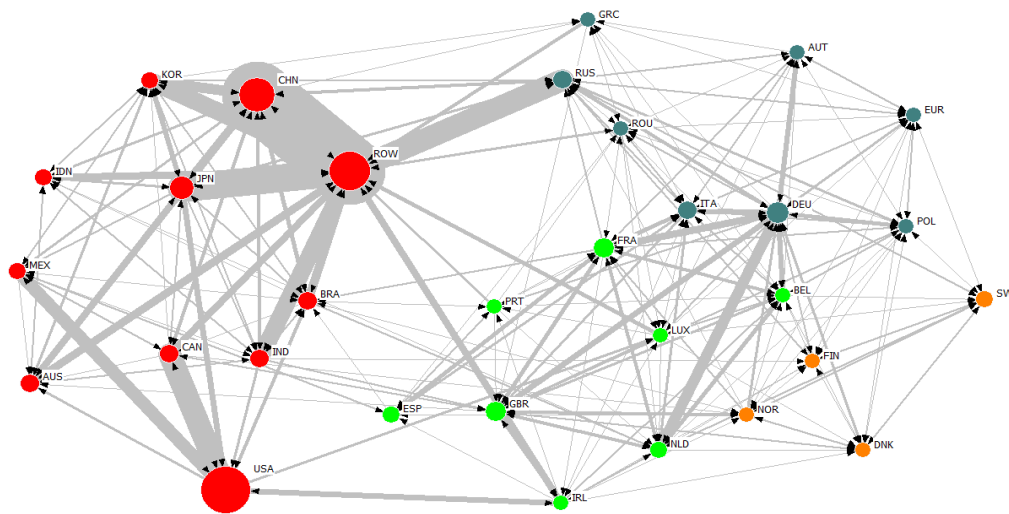 GRC
AUT
KOR
CHN
RUS
EUR
ROU
ROW
IDN
JPN
ITA
DEU
POL
FRA
MEX
BRA
PRT
BEL
SW
LUX
CAN
IND
FIN
AUS
ESP
GBR
NOR
NLD
DNK
USA
IRL